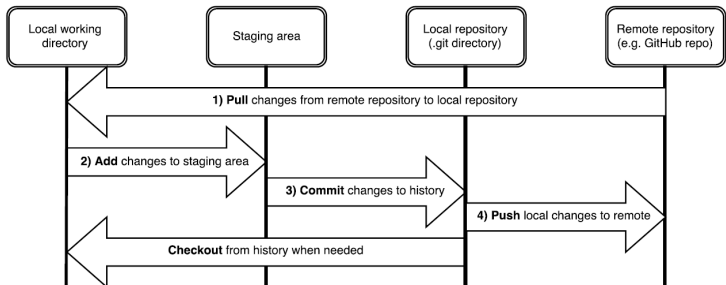 Local working
directory
Staging area
Local repository
(.git directory)
Remote repository
(e.g. GitHub repo)
1) Pull changes from remote repository to local repository
2) Add changes to staging area
3) Commit changes to history
4) Push local changes to remote
Checkout from history when needed